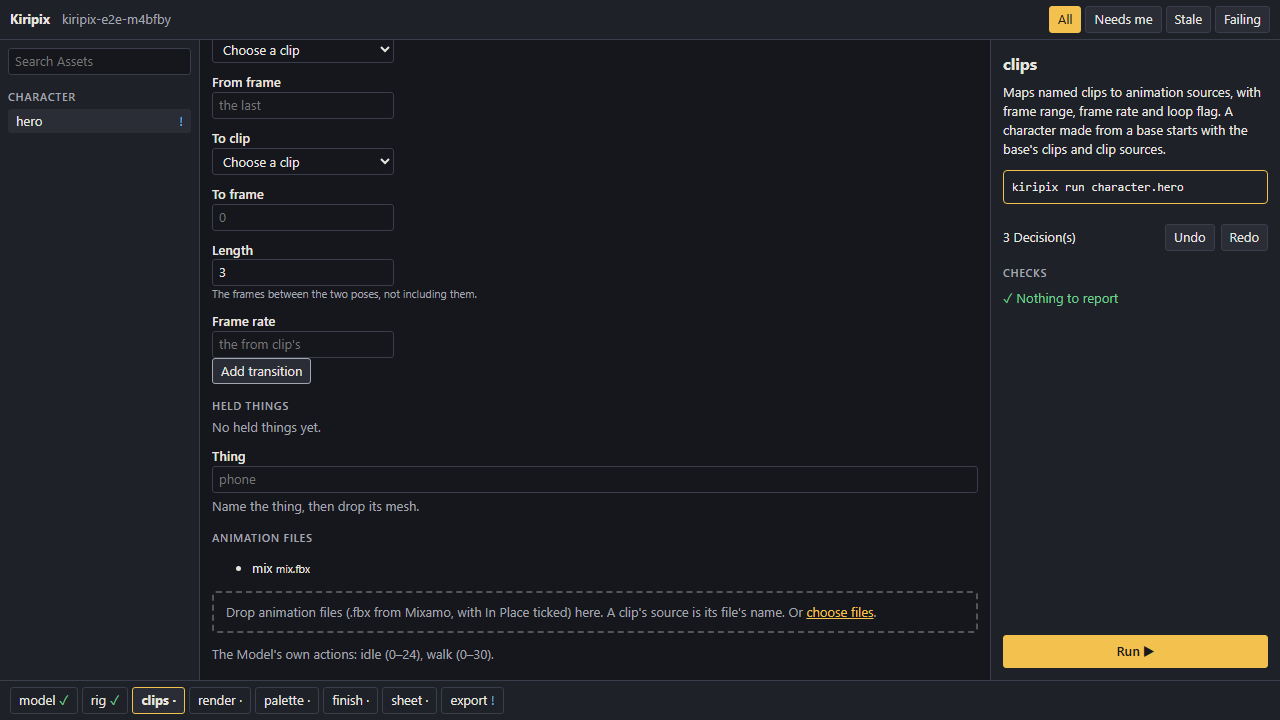 Kiripix kiripix-e2e-m4bfby All Needs me Stale Failing
Search Assets
CHARACTER
hero !
Choose a clip
From frame
the last
To clip
Choose a clip
To frame
0
Length
3
The frames between the two poses, not including them.
Frame rate
the from clip's
Add transition
HELD THINGS
No held things yet.
Thing
phone
Name the thing, then drop its mesh.
ANIMATION FILES
• mix mix.fbx
Drop animation files (.fbx from Mixamo, with In Place ticked) here. A clip's source is its file's name. Or choose files.
The Model's own actions: idle (0–24), walk (0–30).
clips
Maps named clips to animation sources, with
frame range, frame rate and loop flag. A
character made from a base starts with the
base's clips and clip sources.
kiripix run character.hero
3 Decision(s) Undo Redo
CHECKS
✓ Nothing to report
Run ▶
model ✓ rig ✓ clips · render · palette · finish · sheet · export !